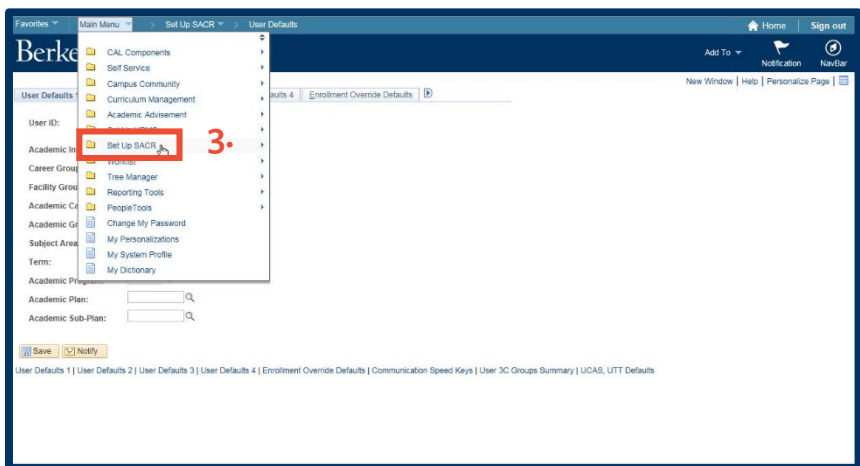 Favorites Main Menu > Set Up SACR > User Defaults Home Sign out
Berke Add To Notification NavBar
New Window | Help | Personalize Page |
User Defaults aults 4 Enrollment Override Defaults
CAL Components
Self Service
Campus Community
Curriculum Management
Academic Advisement
Set Up SACR
3.
Worklist
Tree Manager
Reporting Tools
PeopleTools
Change My Password
My Personalizations
My System Profile
My Dictionary
User ID:
Academic In
Career Group
Facility Grou
Academic Ca
Academic Gr
Subject Area
Term:
Academic Program:
Academic Plan:
Academic Sub-Plan:
Save Notify
User Defaults 1 | User Defaults 2 | User Defaults 3 | User Defaults 4 | Enrollment Override Defaults | Communication Speed Keys | User 3C Groups Summary | UCAS, UTT Defaults